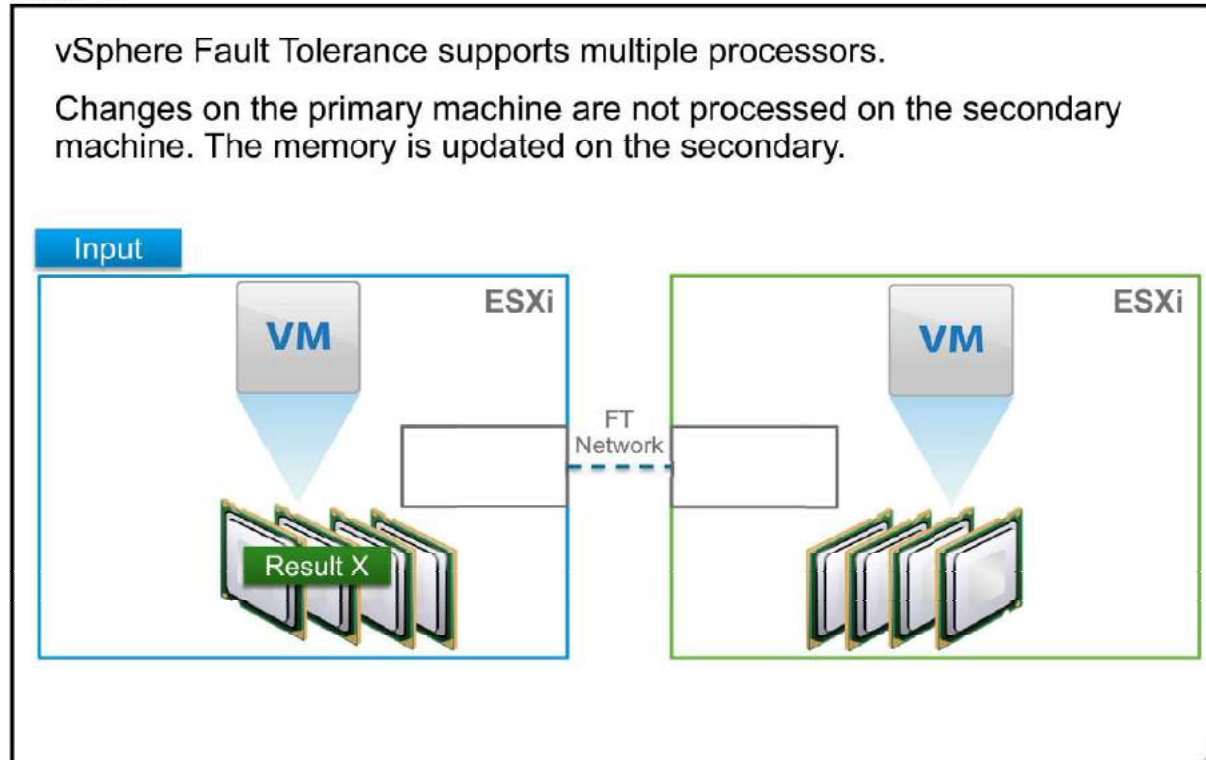 vSphere Fault Tolerance supports multiple processors.
Changes on the primary machine are not processed on the secondary
machine. The memory is updated on the secondary.
Input
ESXi
ESXi
VM
VM
FT
Network
Result X